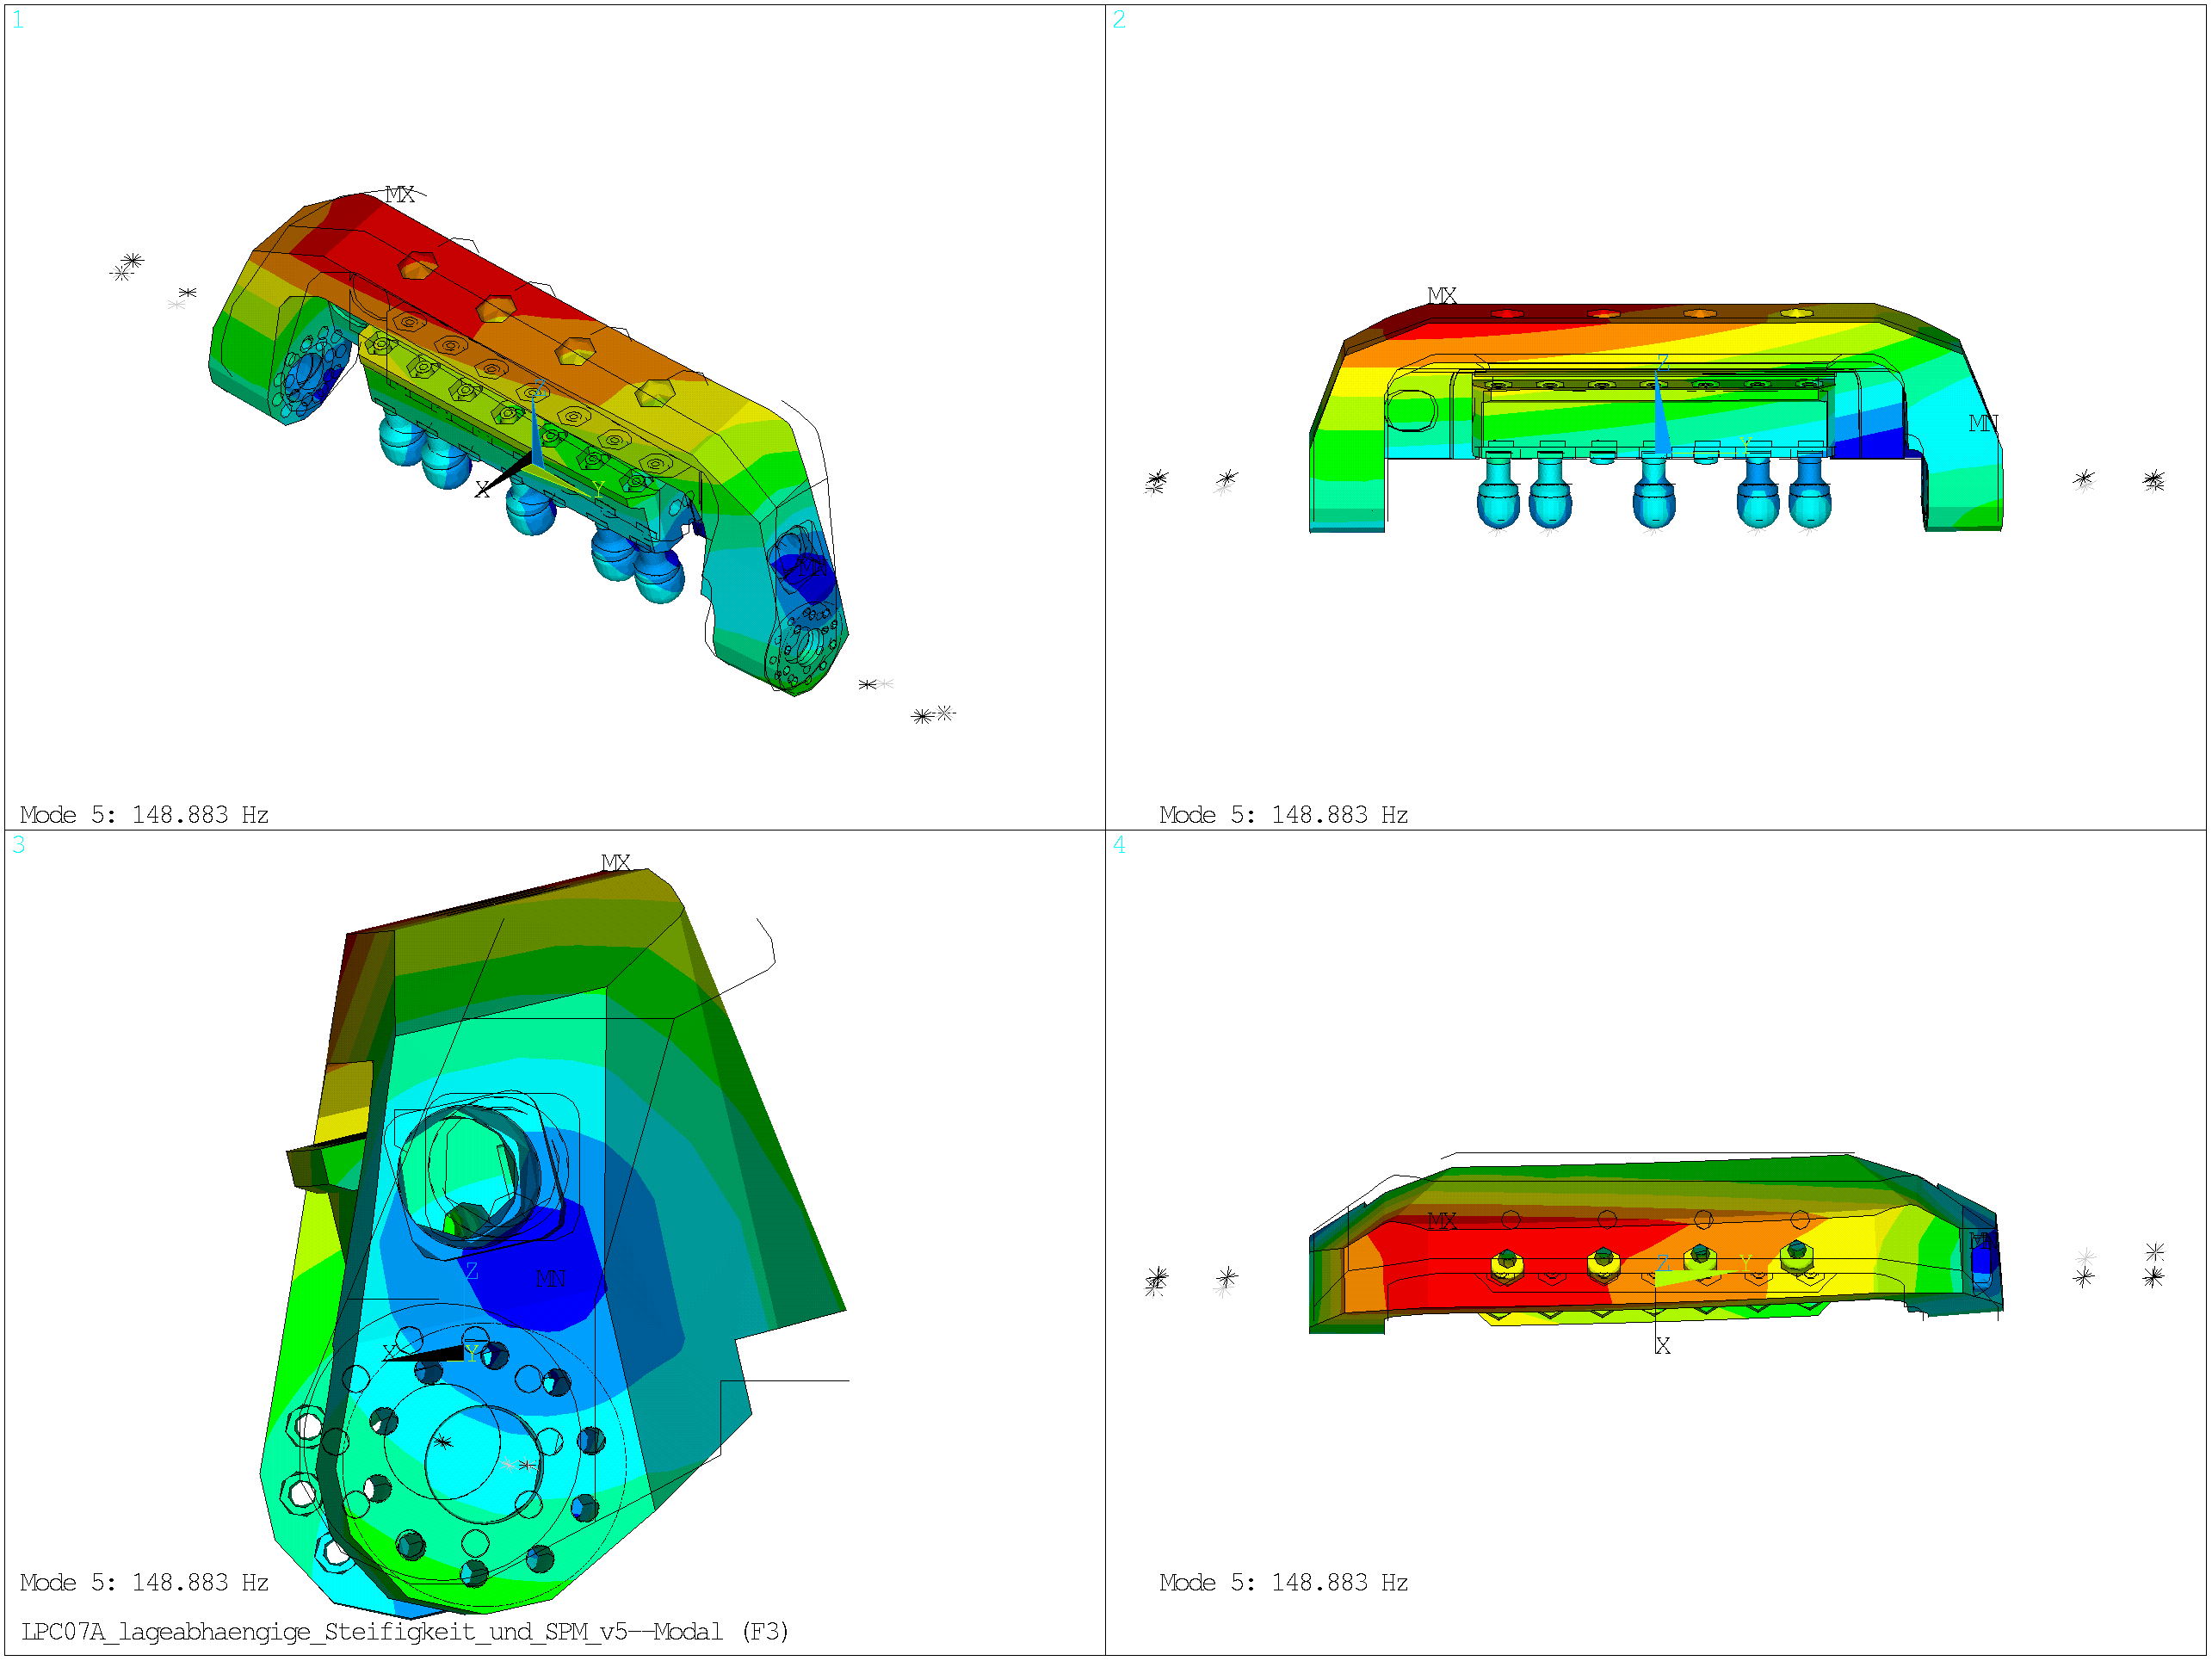 1
MX
Z
X
Y
MN
Mode 5: 148.883 Hz
2
MX
Z
MN
Y
Mode 5: 148.883 Hz
3
MX
Z
MN
X
Y
Mode 5: 148.883 Hz
LPC07A_lageabhaengige_Steifigkeit_und_SPM_v5--Modal (F3)
4
MX
Z
Y
MN
X
Mode 5: 148.883 Hz